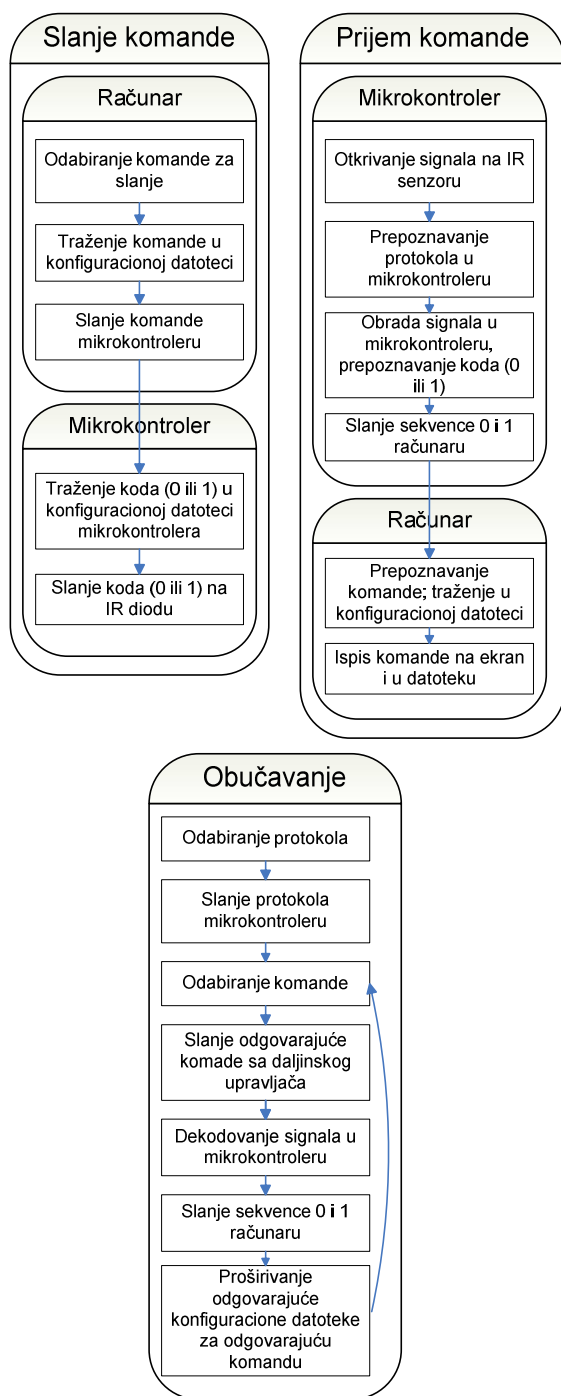 Slanje komande
Računar
Odabiranje komande za
slanje
Traženje komande u
konfiguracionoj datoteci
Slanje komande
mikrokontroleru
Mikrokontroler
Traženje koda (0 ili 1) u
konfiguracionoj datoteci
mikrokontrolera
Slanje koda (0 ili 1) na
IR diodu
Prijem komande
Mikrokontroler
Otkrivanje signala na IR
senzoru
Prepoznavanje
protokola u
mikrokontroleru
Obrada signala u
mikrokontroleru,
prepoznavanje koda (0
ili 1)
Slanje sekvence 0 i 1
računaru
Računar
Prepoznavanje
komande; traženje u
konfiguracionoj datoteci
Ispis komande na ekran
i u datoteku
Obučavanje
Odabiranje protokola
Slanje protokola
mikrokontroleru
Odabiranje komande
Slanje odgovarajuće
komade sa daljinskog
upravljača
Dekodovanje signala u
mikrokontroleru
Slanje sekvence 0 i 1
računaru
Proširivanje
odgovarajuće
konfiguracione datoteke
za odgovarajuću
komandu